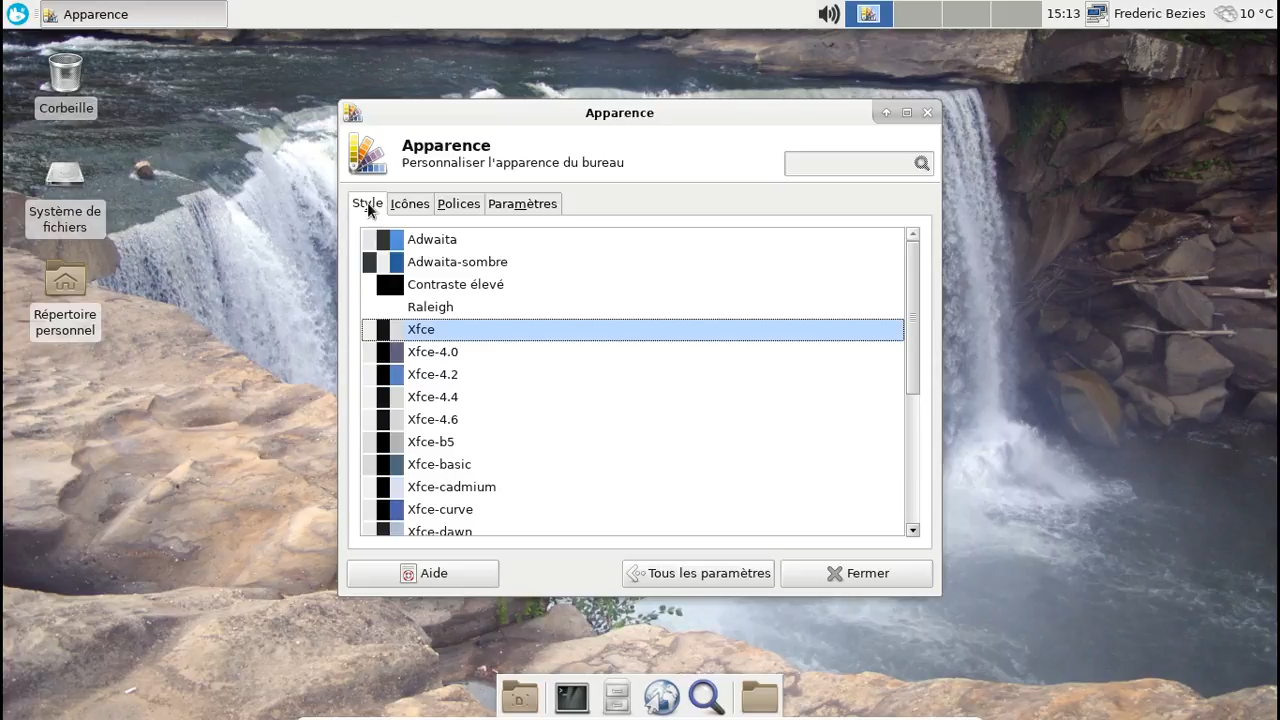 Apparence
15:13
Frederic Bezies
10 °C
Corbeille
Système de
fichiers
Répertoire
personnel
Apparence
Apparence
Personnaliser l'apparence du bureau
Style
Icônes
Polices
Paramètres
Adwaita
Adwaita-sombre
Contraste élevé
Raleigh
Xfce
Xfce-4.0
Xfce-4.2
Xfce-4.4
Xfce-4.6
Xfce-b5
Xfce-basic
Xfce-cadmium
Xfce-curve
Xfce-dawn
Aide
Tous les paramètres
Fermer